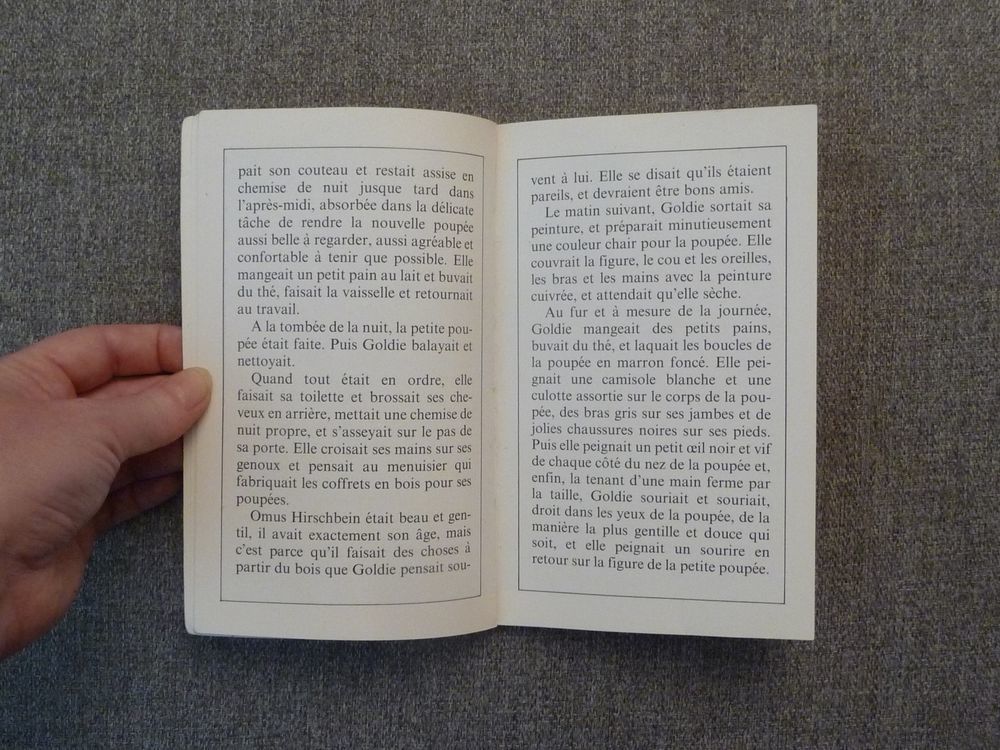 pait son couteau et restait assise en
chemise de nuit jusque tard dans
l'après-midi, absorbée dans la délicate
tâche de rendre la nouvelle poupée
aussi belle à regarder, aussi agréable et
confortable à tenir que possible. Elle
mangeait un petit pain au lait et buvait
du thé, faisait la vaisselle et retournait
au travail.
A la tombée de la nuit, la petite pou-
pée était faite. Puis Goldie balayait et
nettoyait.
Quand tout était en ordre, elle
faisait sa toilette et brossait ses che-
veux en arrière, mettait une chemise de
nuit propre, et s'asseyait sur le pas de
sa porte. Elle croisait ses mains sur ses
genoux et pensait au menuisier qui
fabriquait les coffrets en bois pour ses
poupées.
Omus Hirschbein était beau et gen-
til, il avait exactement son âge, mais
c'est parce qu'il faisait des choses à
partir du bois que Goldie pensait sou-
vent à lui. Elle se disait qu'ils étaient
pareils, et devraient être bons amis.
Le matin suivant, Goldie sortait sa
peinture, et préparait minutieusement
une couleur chair pour la poupée. Elle
couvrait la figure, le cou et les oreilles,
les bras et les mains avec la peinture
cuivrée, et attendait qu'elle sèche.
Au fur et à mesure de la journée,
Goldie mangeait des petits pains,
buvait du thé, et laquait les boucles de
la poupée en marron foncé. Elle pei-
gnait une camisole blanche et une
culotte assortie sur le corps de la pou-
pée, des bras gris sur ses jambes et de
jolies chaussures noires sur ses pieds.
Puis elle peignait un petit œil noir et vif
de chaque côté du nez de la poupée et,
enfin, la tenant d'une main ferme par
la taille, Goldie souriait et souriait,
droit dans les yeux de la poupée, de la
manière la plus gentille et douce qui
soit, et elle peignait un sourire en
retour sur la figure de la petite poupée.